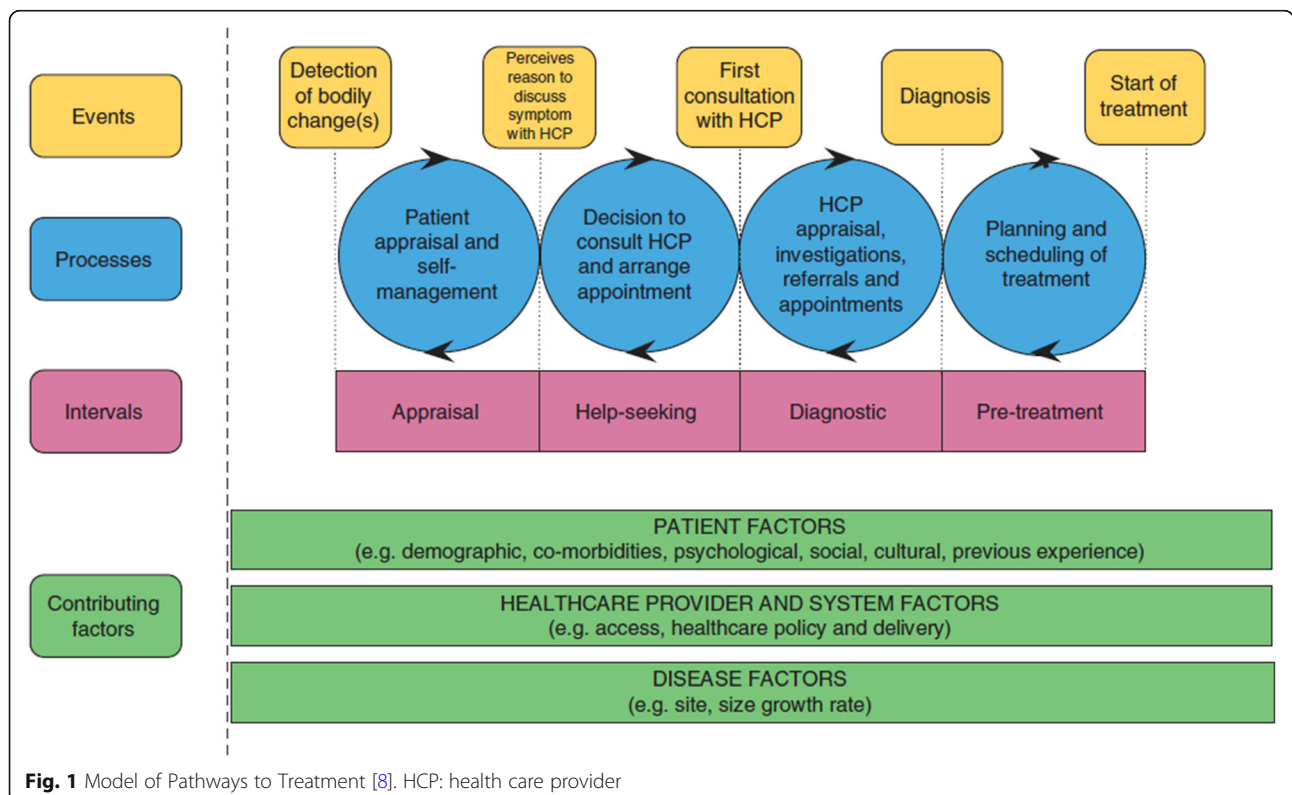 Events
Detection
of bodily
change(s)
Perceives
reason to
discuss
symptom
with HCP
First
consultation
with HCP
Diagnosis
Start of
treatment
Processes
Patient
appraisal and
self-
management
Decision to
consult HCP
and arrange
appointment
HCP
appraisal,
investigations,
referrals and
appointments
Planning and
scheduling of
treatment
Intervals
Appraisal
Help-seeking
Diagnostic
Pre-treatment
Contributing
factors
PATIENT FACTORS
(e.g. demographic, co-morbidities, psychological, social, cultural, previous experience)
HEALTHCARE PROVIDER AND SYSTEM FACTORS
(e.g. access, healthcare policy and delivery)
DISEASE FACTORS
(e.g. site, size growth rate)
Fig. 1 Model of Pathways to Treatment [8]. HCP: health care provider